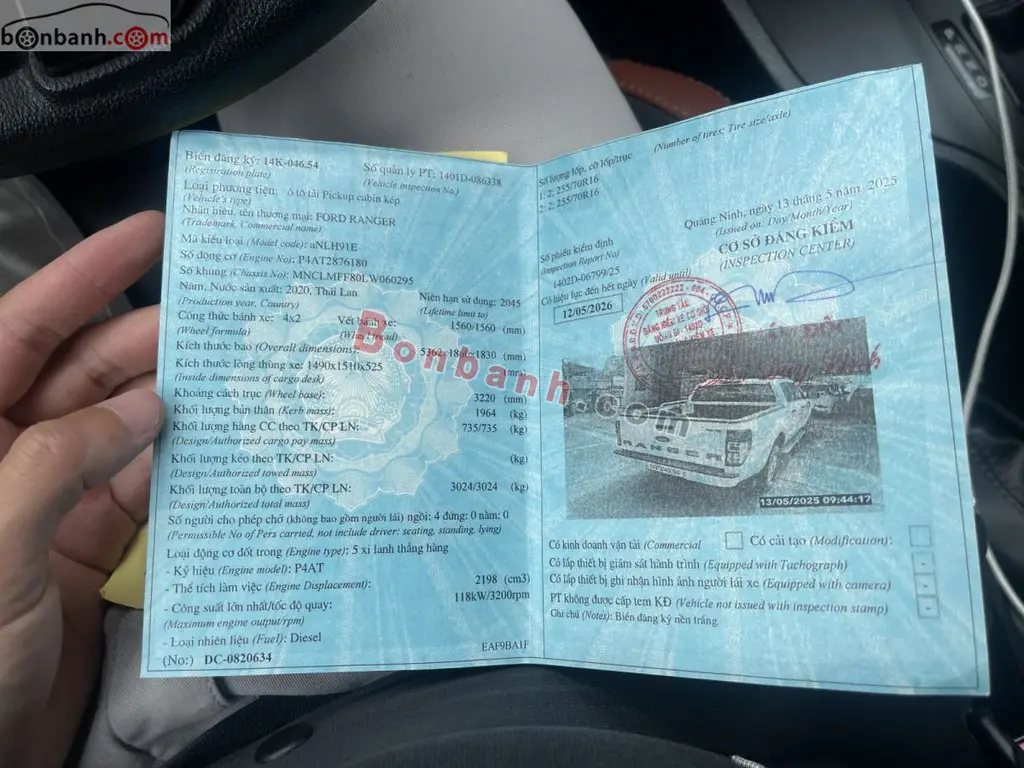 bonbanh.com
Biển đăng ký: 14K-046.54
(Registration plate)
Số quản lý PT: 1401D-086338
(Vehicle inspection No.)
Loại phương tiện: ô tô tải Pickup cabin kép
(Vehicle's type)
Nhãn hiệu, tên thương mại: FORD RANGER
(Trademark, Commercial name)
Mã kiểu loại (Model code): aNLH91E
Số động cơ (Engine No): P4AT2876180
Số khung (Chassis No): MNCLMFF80LW060295
Năm, Nước sản xuất: 2020, Thái Lan
(Production year, Country)
Niên hạn sử dụng: 2045
(Lifetime limit to)
Công thức bánh xe: 4x2
(Wheel formula)
Vết bánh xe: 1560/1560 (mm)
(Wheel tread)
Kích thước bao (Overall dimensions): 5362x1860x1830 (mm)
Kích thước lòng thùng xe: 1490x1510x525 (mm)
(Inside dimensions of cargo desk)
Khoảng cách trục (Wheel base): 3220 (mm)
Khối lượng bản thân (Kerb mass): 1964 (kg)
Khối lượng hàng CC theo TK/CP LN: 735/735 (kg)
(Design/Authorized cargo pay mass)
Khối lượng kéo theo TK/CP LN: (kg)
(Design/Authorized towed mass)
Khối lượng toàn bộ theo TK/CP LN: 3024/3024 (kg)
(Design/Authorized total mass)
Số người cho phép chở (không bao gồm người lái) ngồi: 4 đứng: 0 nằm: 0
(Permissible No of Pers carried, not include driver: seating, standing, lying)
Loại động cơ đốt trong (Engine type): 5 xi lanh thẳng hàng
- Ký hiệu (Engine model): P4AT
- Thể tích làm việc (Engine Displacement): 2198 (cm3)
- Công suất lớn nhất/tốc độ quay: 118kW/3200rpm
(Maximum engine output/rpm)
- Loại nhiên liệu (Fuel): Diesel
EAF9BA1F
(No:) DC-0820634
Số lượng lốp, cỡ lốp/trục
(Number of tires; Tire size/axle)
1: 2: 255/70R16
2: 2: 255/70R16
Quảng Ninh, ngày 13 tháng 5 năm 2025
(Issued on: Day/Month/Year)
CƠ SỞ ĐĂNG KIỂM
(INSPECTION CENTER)
Số phiếu kiểm định
(Inspection Report No)
1402D-06799/25
Có hiệu lực đến hết ngày (Valid until)
12/05/2026
TRUNG TÂM
ĐĂNG KIỂM XE CƠ GIỚI
Bonbanh.com
RANGER
13/05/2025 09:44:17
Có kinh doanh vận tải (Commercial
Có cải tạo (Modification):
Có lắp thiết bị giám sát hành trình (Equipped with Tachograph)
Có lắp thiết bị ghi nhận hình ảnh người lái xe (Equipped with camera)
PT không được cấp tem KĐ (Vehicle not issued with inspection stamp)
Ghi chú (Notes): Biển đăng ký nền trắng.